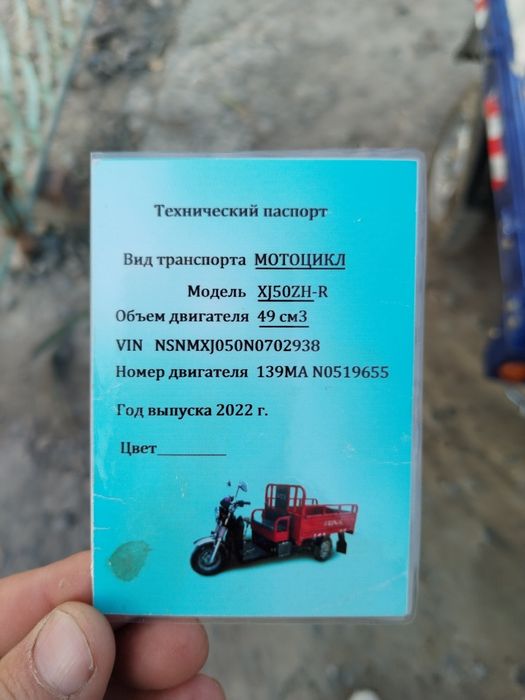 Технический паспорт
Вид транспорта МОТОЦИКЛ
Модель XJ50ZH-R
Объем двигателя 49 см3
VIN NSNMXJ050N0702938
Номер двигателя 139MA N0519655
Год выпуска 2022 г.
Цвет__________